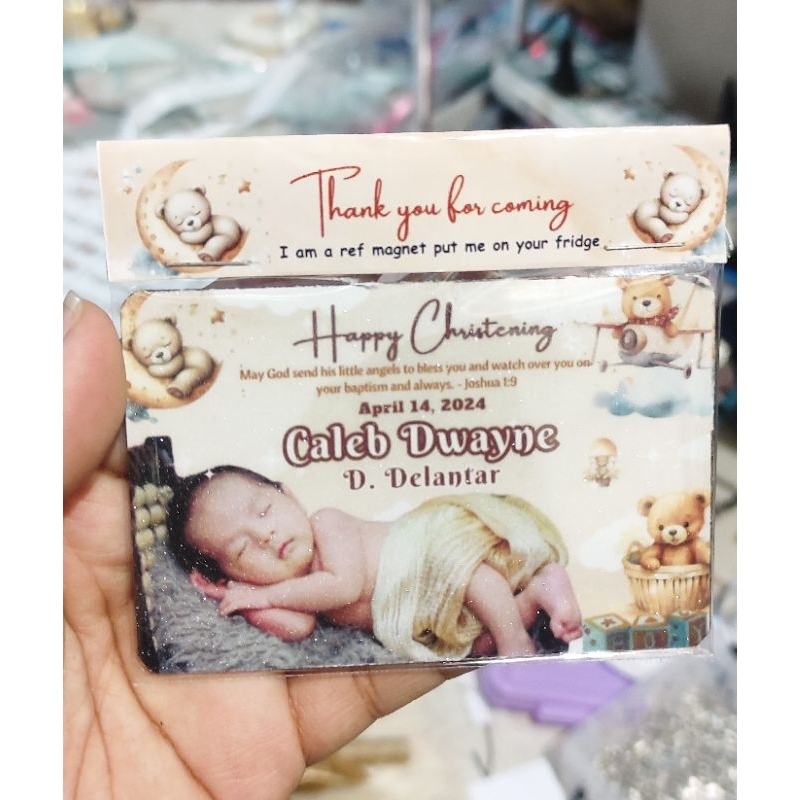 Thank you for coming
I am a ref magnet put me on your fridge
Happy Christening
May God send his little angels to bless you and watch over you on
your baptism and always. - Joshua 1:9
April 14, 2024
Caleb Dwayne
D. Delantar